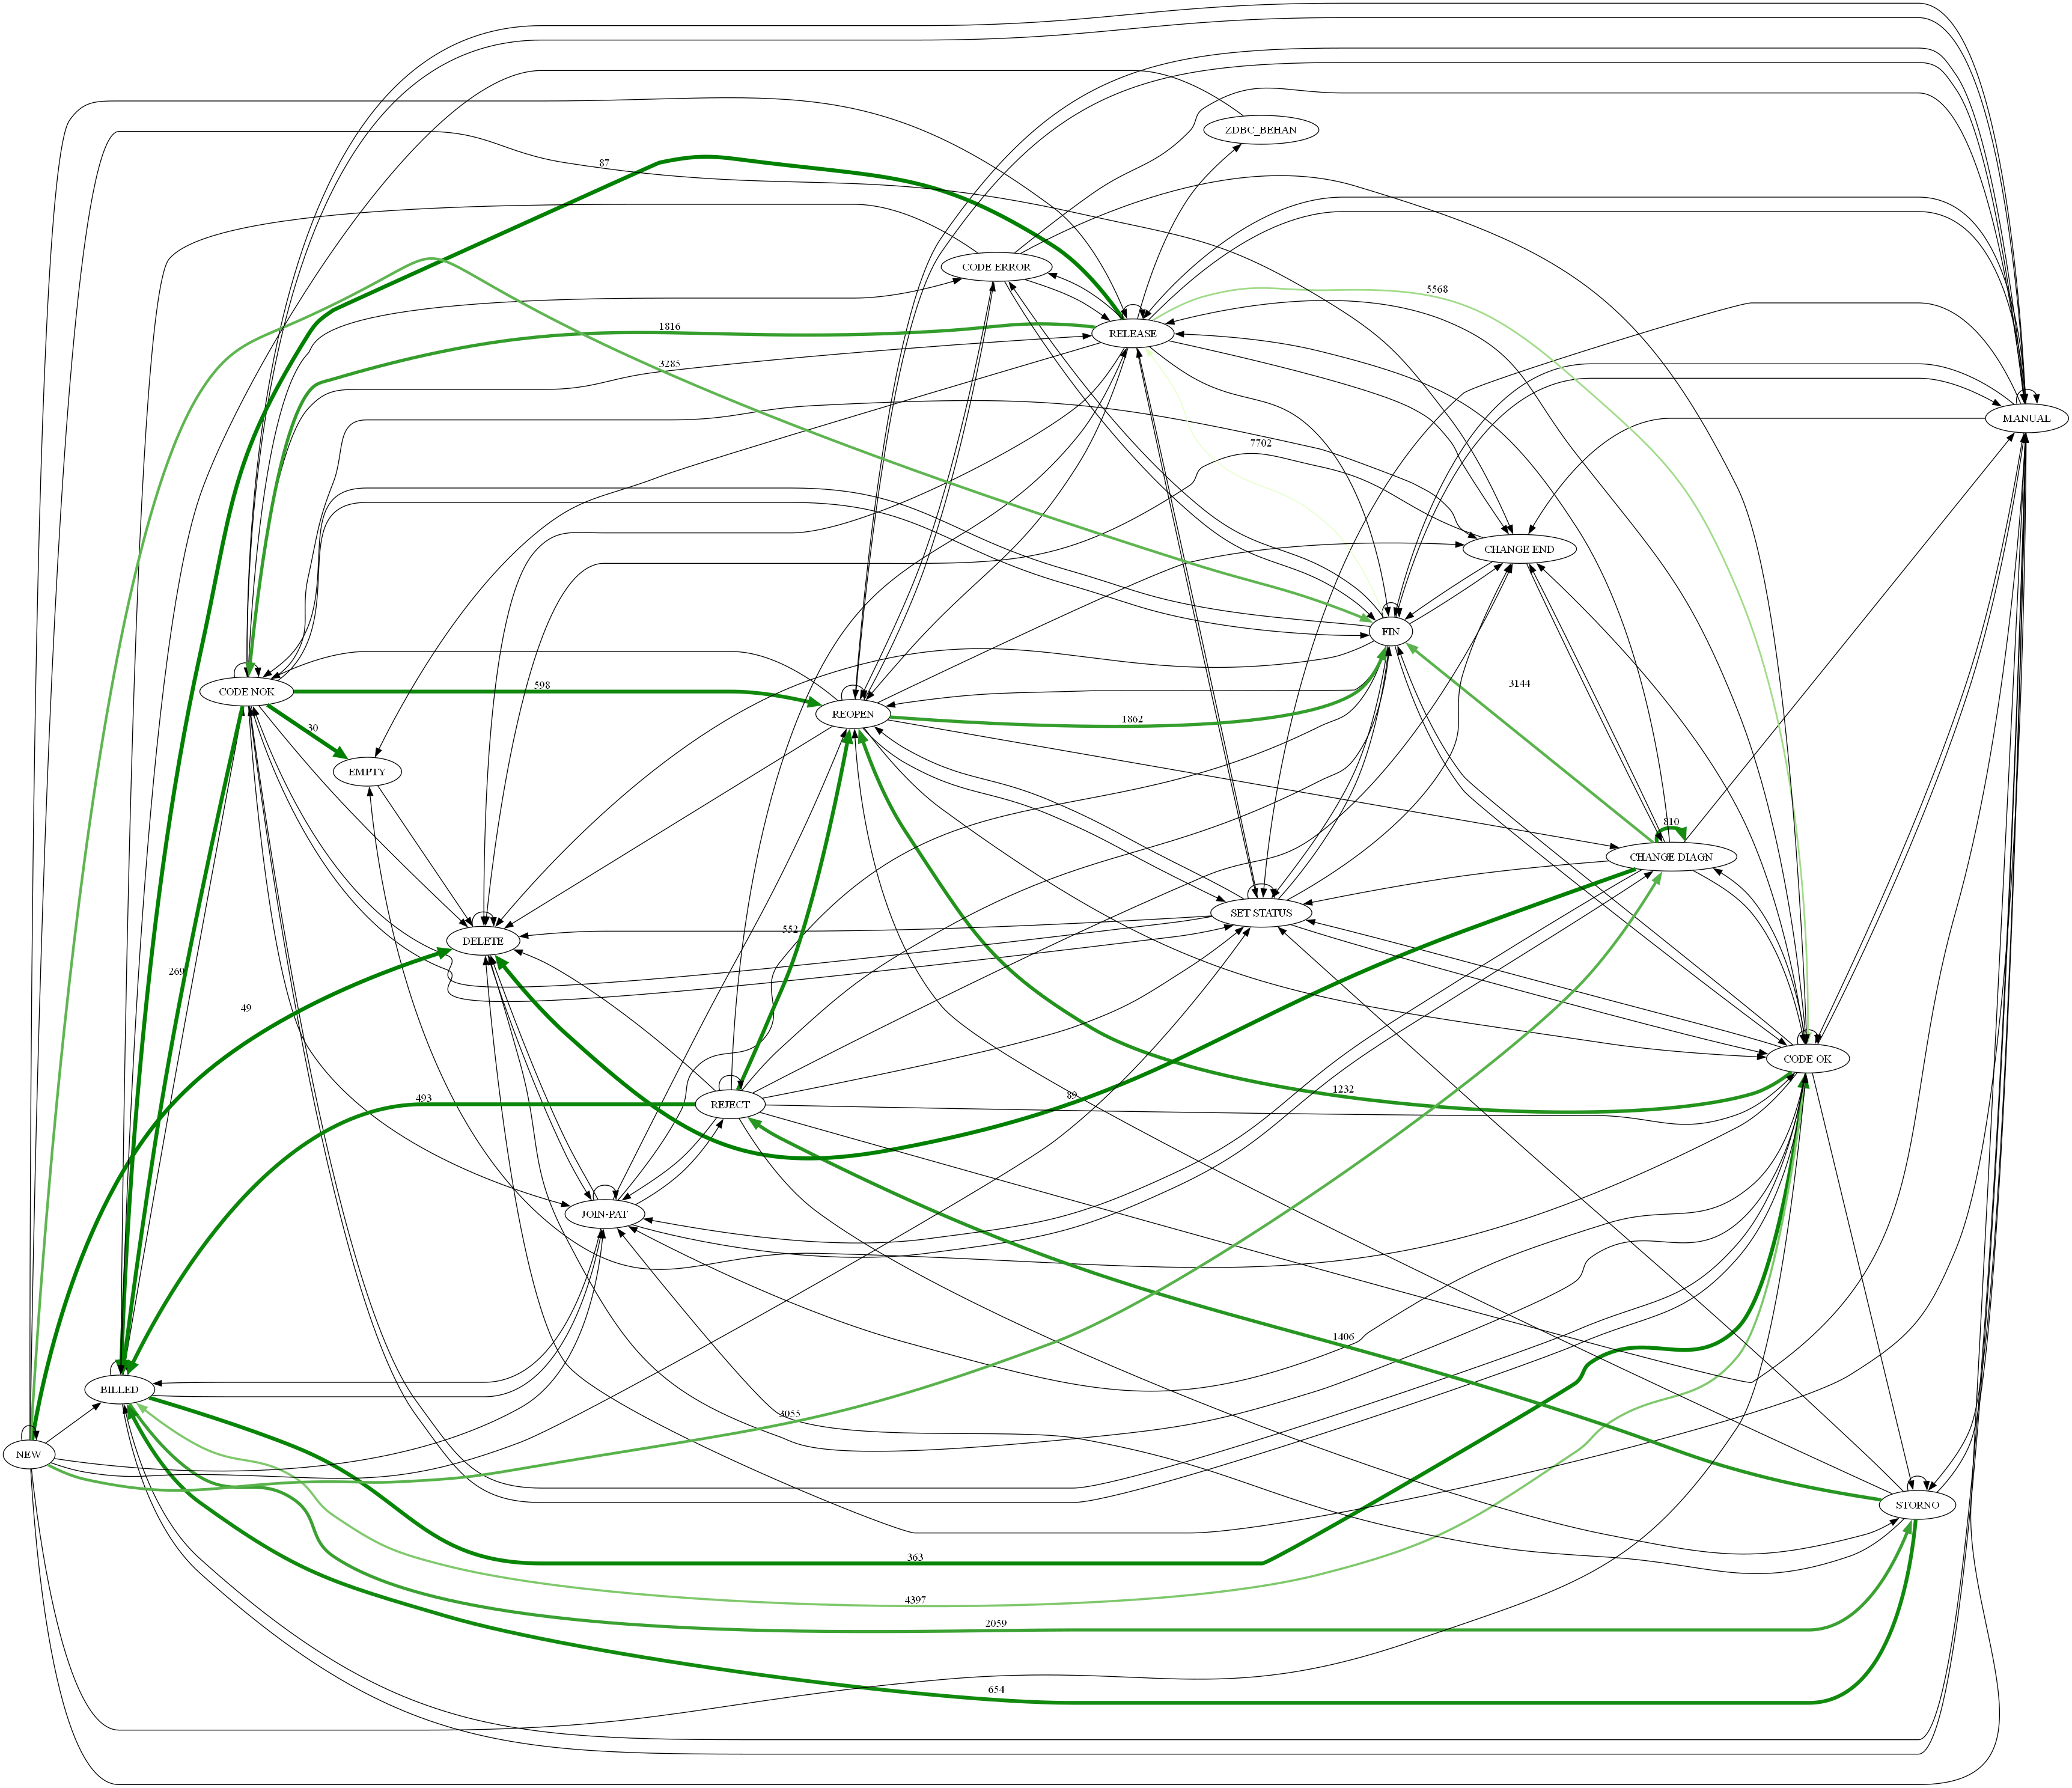 ZDBC_BEHAN
87
CODE ERROR
5568
1816
RELEASE
3285
MANUAL
7702
CHANGE END
FIN
3144
598
CODE NOK
REOPEN
1862
30
EMPTY
810
CHANGE DIAGN
SET STATUS
552
DELETE
269
49
CODE OK
89
1232
493
REJECT
JOIN-PAT
1406
BILLED
3055
NEW
STORNO
363
4397
2059
654